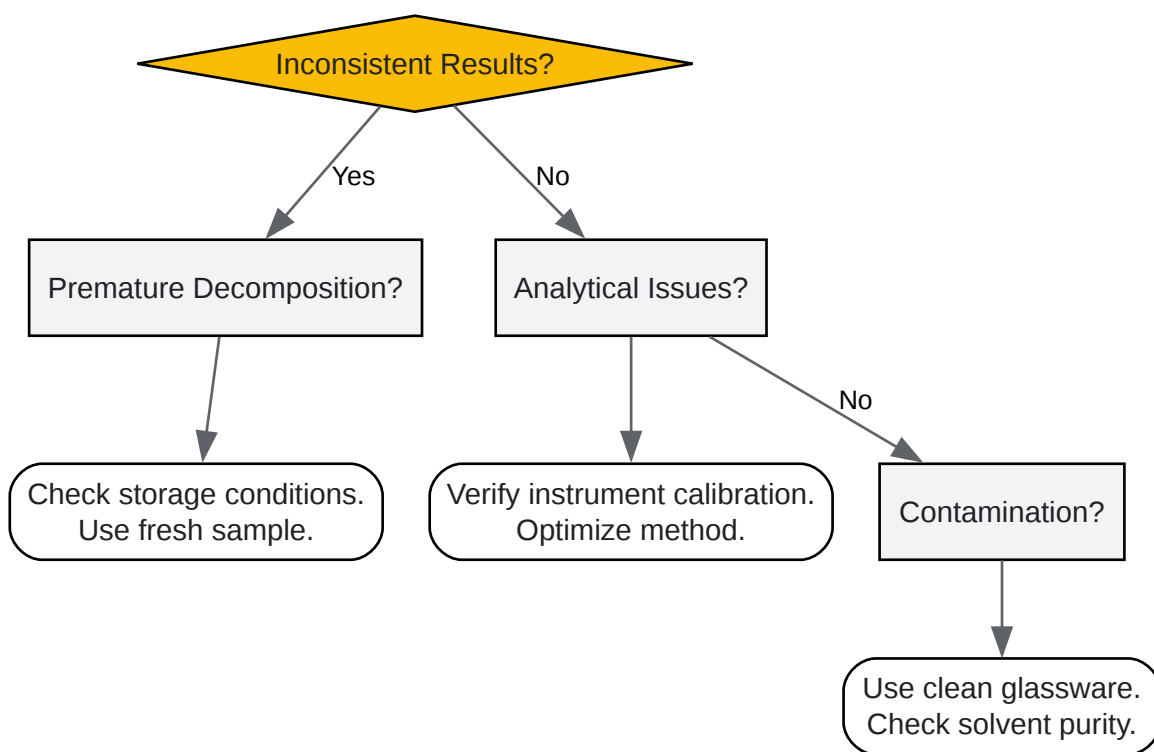 Inconsistent Results?
Yes
No
Premature Decomposition?
Analytical Issues?
No
Check storage conditions.
Use fresh sample.
Verify instrument calibration.
Optimize method.
Contamination?
Use clean glassware.
Check solvent purity.